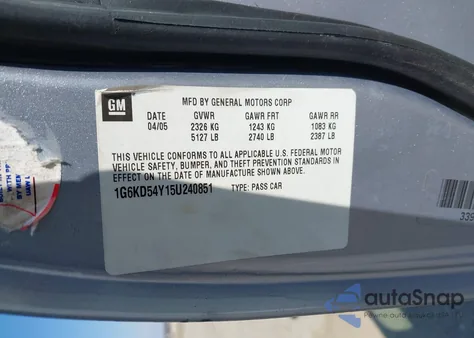 GM
MFD BY GENERAL MOTORS CORP
DATE GVWR GAWR FRT GAWR RR
04/05 2326 KG 1243 KG 1083 KG
5127 LB 2740 LB 2387 LB
THIS VEHICLE CONFORMS TO ALL APPLICABLE U.S. FEDERAL MOTOR
VEHICLE SAFETY, BUMPER, AND THEFT PREVENTION STANDARDS IN
EFFECT ON THE DATE OF MANUFACTURE SHOWN ABOVE.
1G6KD54Y15U240851 TYPE: PASS CAR
339
autoSnap